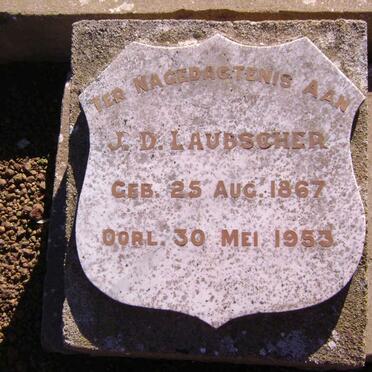 TER NAGEDAGTENIS AAN
J. D. LAUBSCHER
GEB. 25 AUG. 1867
OORL. 30 MEI 1953